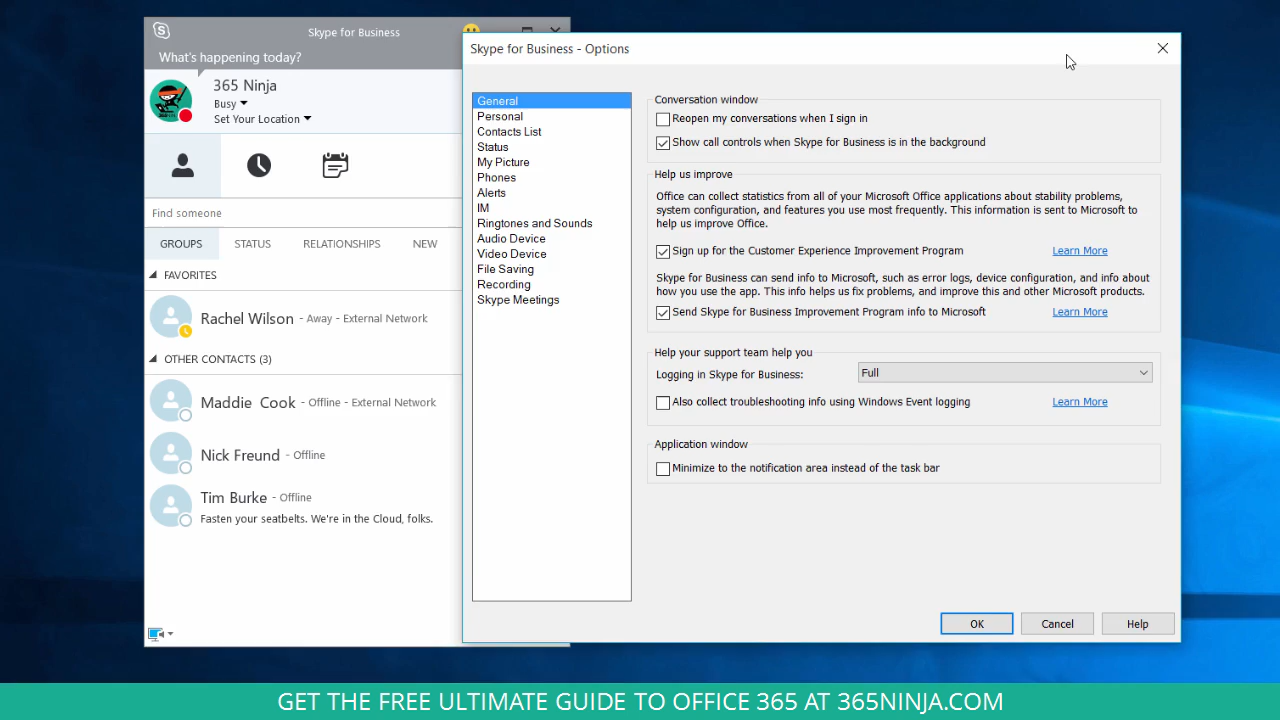 Skype for Business
What's happening today?
365 Ninja
Busy
Set Your Location
Find someone
GROUPS STATUS RELATIONSHIPS NEW
FAVORITES
Rachel Wilson - Away - External Network
OTHER CONTACTS (3)
Maddie Cook - Offline - External Network
Nick Freund - Offline
Tim Burke - Offline
Fasten your seatbelts. We're in the Cloud, folks.
Skype for Business - Options
General
Personal
Contacts List
Status
My Picture
Phones
Alerts
IM
Ringtones and Sounds
Audio Device
Video Device
File Saving
Recording
Skype Meetings
Conversation window
Reopen my conversations when I sign in
Show call controls when Skype for Business is in the background
Help us improve
Office can collect statistics from all of your Microsoft Office applications about stability problems,
system configuration, and features you use most frequently. This information is sent to Microsoft to
help us improve Office.
Sign up for the Customer Experience Improvement Program Learn More
Skype for Business can send info to Microsoft, such as error logs, device configuration, and info about
how you use the app. This info helps us fix problems, and improve this and other Microsoft products.
Send Skype for Business Improvement Program info to Microsoft Learn More
Help your support team help you
Logging in Skype for Business: Full
Also collect troubleshooting info using Windows Event logging Learn More
Application window
Minimize to the notification area instead of the task bar
OK Cancel Help
GET THE FREE ULTIMATE GUIDE TO OFFICE 365 AT 365NINJA.COM